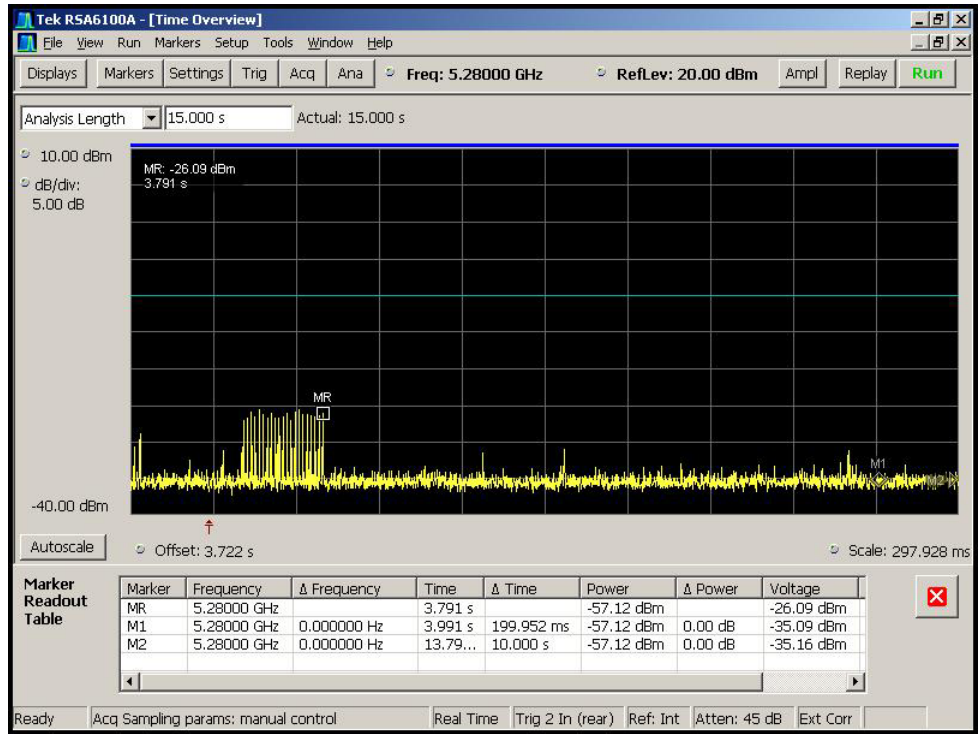 Tek RSA6100A - [Time Overview]
File View Run Markers Setup Tools Window Help
Displays Markers Settings Trig Acq Ana Freq: 5.28000 GHz RefLev: 20.00 dBm Ampl Replay Run
Analysis Length 15.000 s Actual: 15.000 s
10.00 dBm
dB/div:
5.00 dB
MR: -26.09 dBm
3.791 s
MR
M1
M2
-40.00 dBm
Autoscale Offset: 3.722 s Scale: 297.928 ms
Marker Readout Table
Marker Frequency Δ Frequency Time Δ Time Power Δ Power Voltage
MR 5.28000 GHz 3.791 s -57.12 dBm -26.09 dBm
M1 5.28000 GHz 0.000000 Hz 3.991 s 199.952 ms -57.12 dBm 0.00 dB -35.09 dBm
M2 5.28000 GHz 0.000000 Hz 13.79... 10.000 s -57.12 dBm 0.00 dB -35.16 dBm
Ready Acq Sampling params: manual control Real Time Trig 2 In (rear) Ref: Int Atten: 45 dB Ext Corr